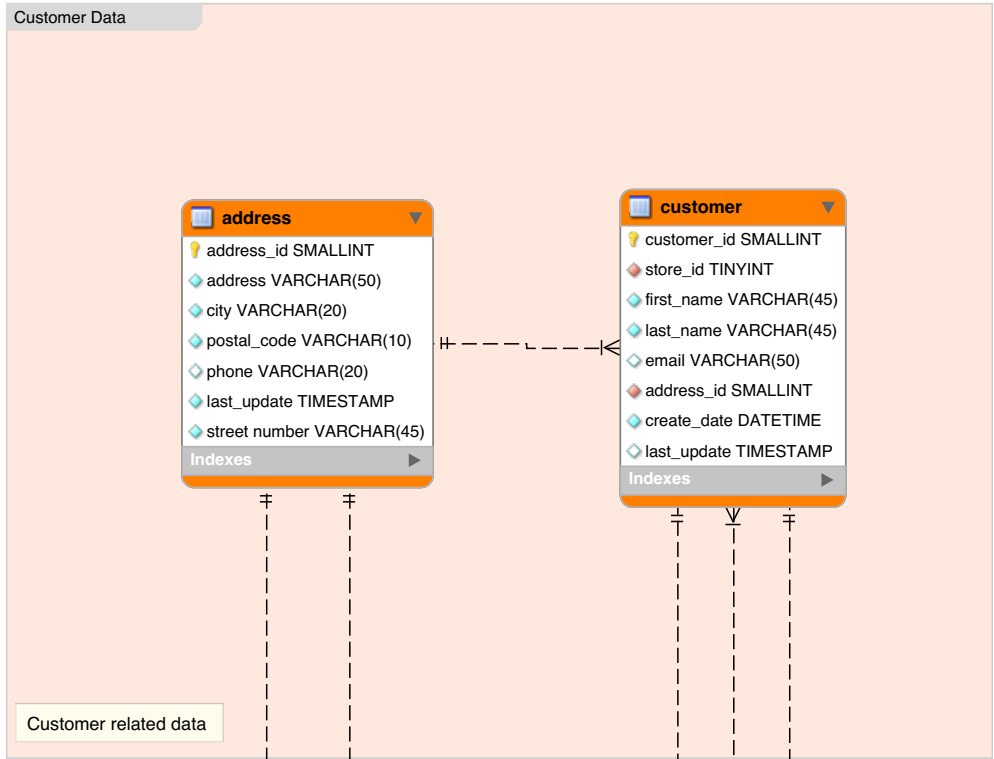 Customer Data
address
address_id SMALLINT
address VARCHAR(50)
city VARCHAR(20)
postal_code VARCHAR(10)
phone VARCHAR(20)
last_update TIMESTAMP
street number VARCHAR(45)
Indexes
customer
customer_id SMALLINT
store_id TINYINT
first_name VARCHAR(45)
last_name VARCHAR(45)
email VARCHAR(50)
address_id SMALLINT
create_date DATETIME
last_update TIMESTAMP
Indexes
Customer related data